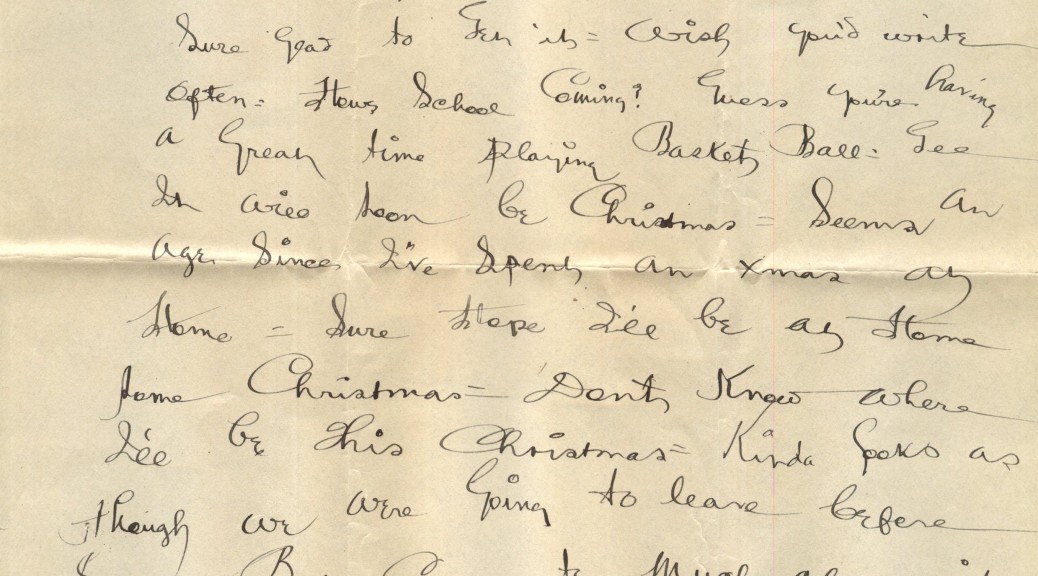 Sure glad to Get it = Wish you'd write
often = Hows School Coming? Guess you're having
a Great time playing Basket Ball = Gee
It will soon be Christmas = Seems an
age since I've spent an xmas at
Home = Sure Hope I'll be at Home
some Christmas = Don't Know where
I'll be this Christmas = Kinda looks as
though we were Going to leave before